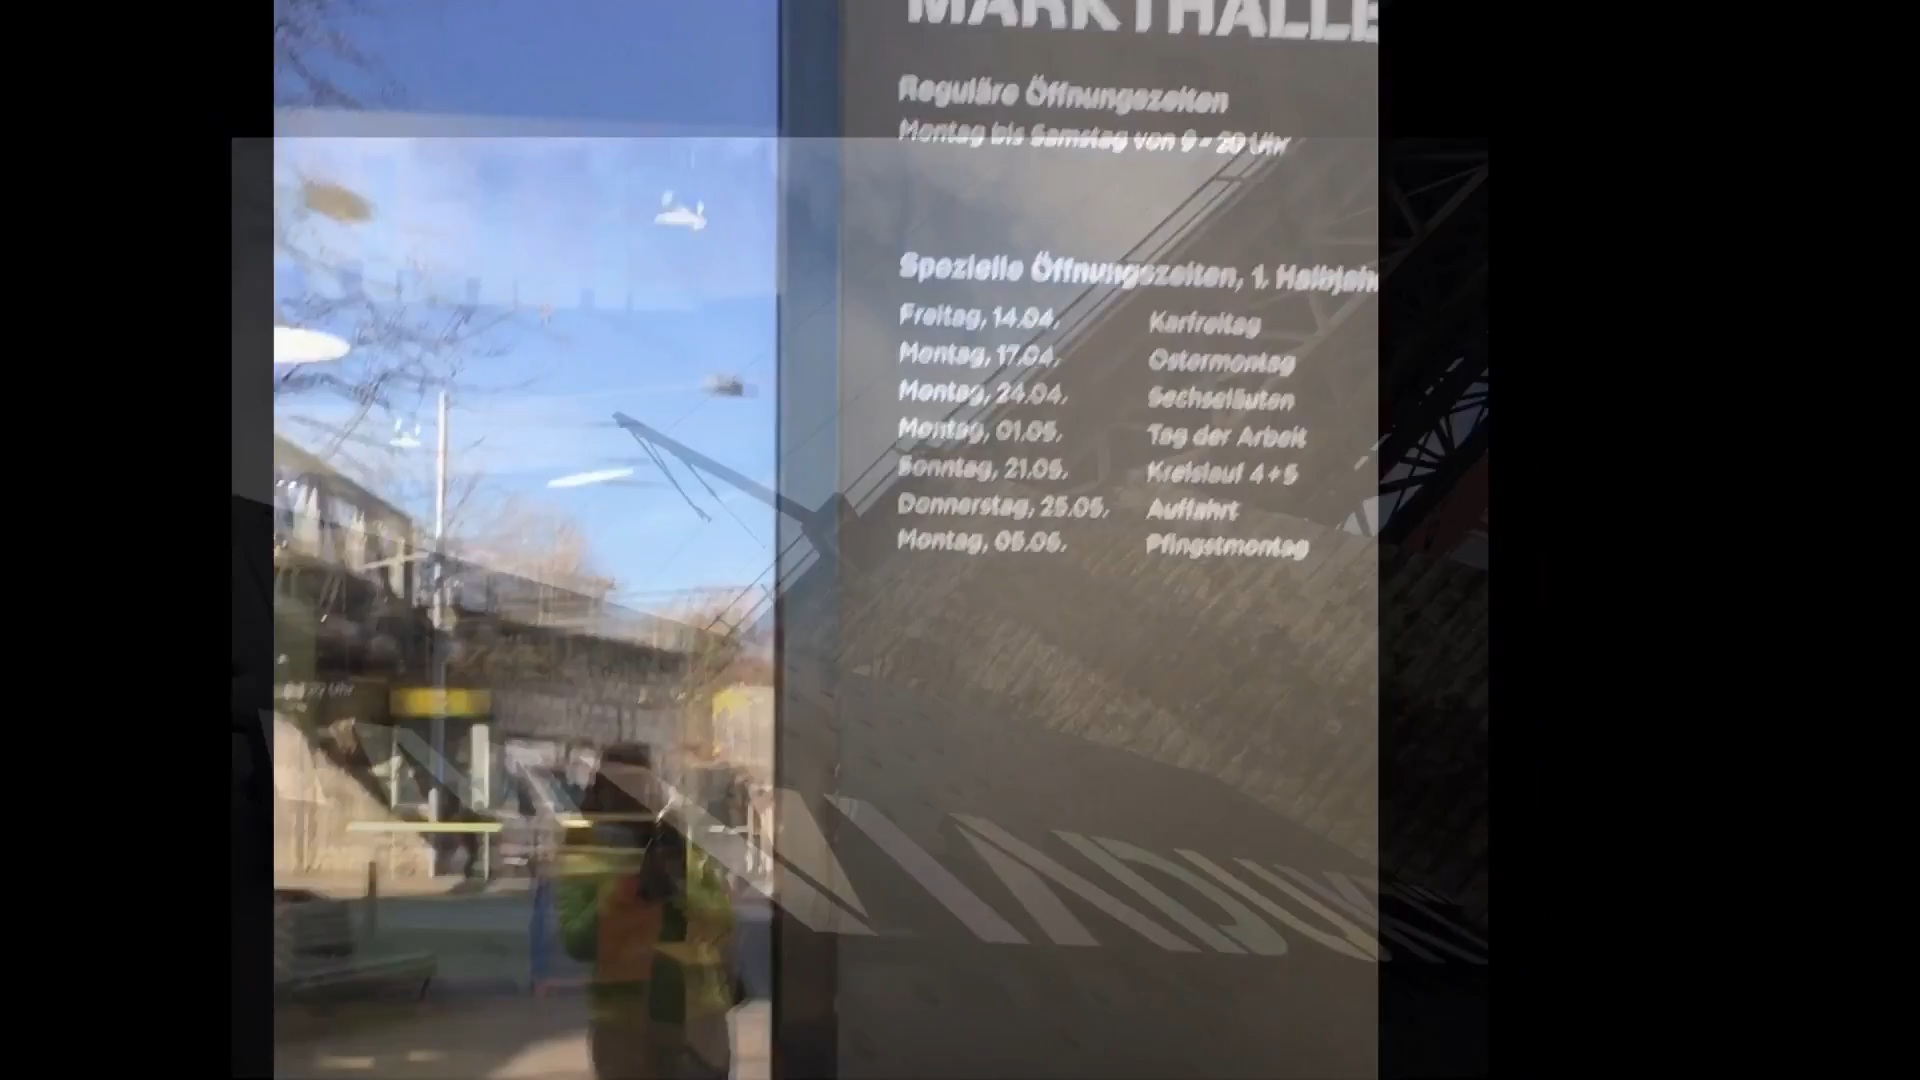 MARKTHALLE
Reguläre Öffnungszeiten
Montag bis Samstag von 9 - 20 Uhr
Spezielle Öffnungszeiten, 1. Halbjahr
Freitag, 14.04. Karfreitag
Montag, 17.04. Ostermontag
Montag, 24.04. Sechseläuten
Montag, 01.05. Tag der Arbeit
Sonntag, 21.05. Kreislauf 4+5
Donnerstag, 25.05. Auffahrt
Montag, 05.06. Pfingstmontag